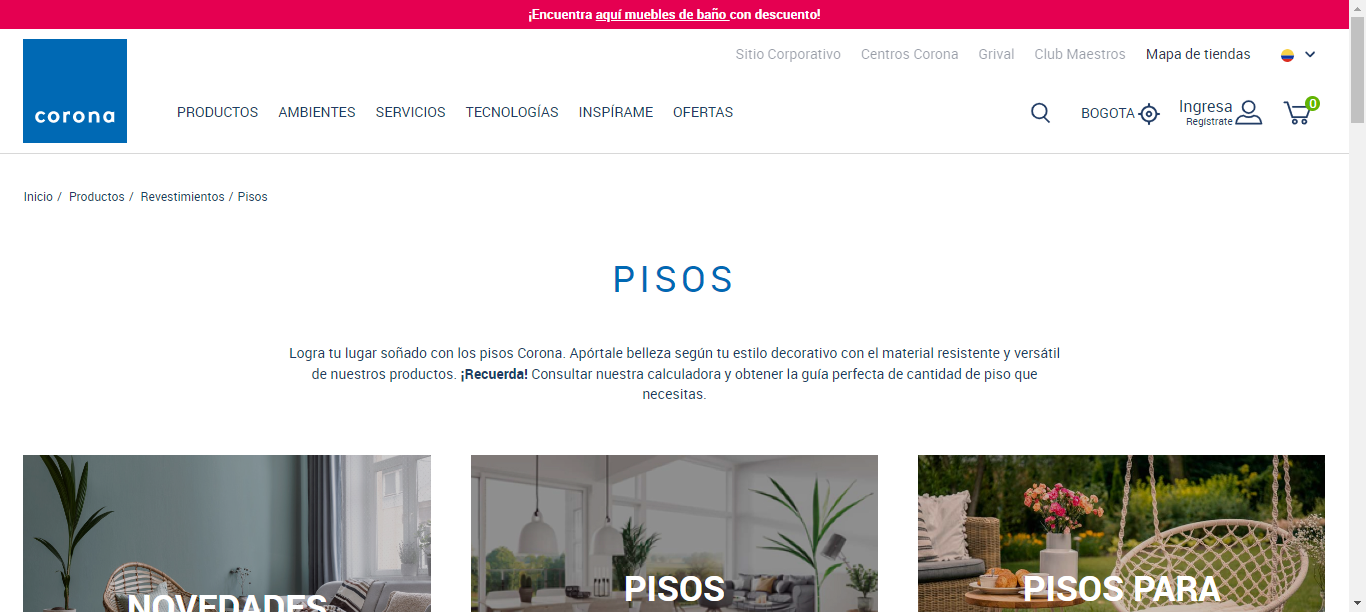 ¡Encuentra aquí muebles de baño con descuento!
Sitio Corporativo Centros Corona Grival Club Maestros Mapa de tiendas
corona
PRODUCTOS AMBIENTES SERVICIOS TECNOLOGÍAS INSPÍRAME OFERTAS
BOGOTA
Ingresa
Regístrate
0
Inicio / Productos / Revestimientos / Pisos
PISOS
Logra tu lugar soñado con los pisos Corona. Apórtale belleza según tu estilo decorativo con el material resistente y versátil
de nuestros productos. ¡Recuerda! Consultar nuestra calculadora y obtener la guía perfecta de cantidad de piso que
necesitas.
NOVEDADES
PISOS
PISOS PARA